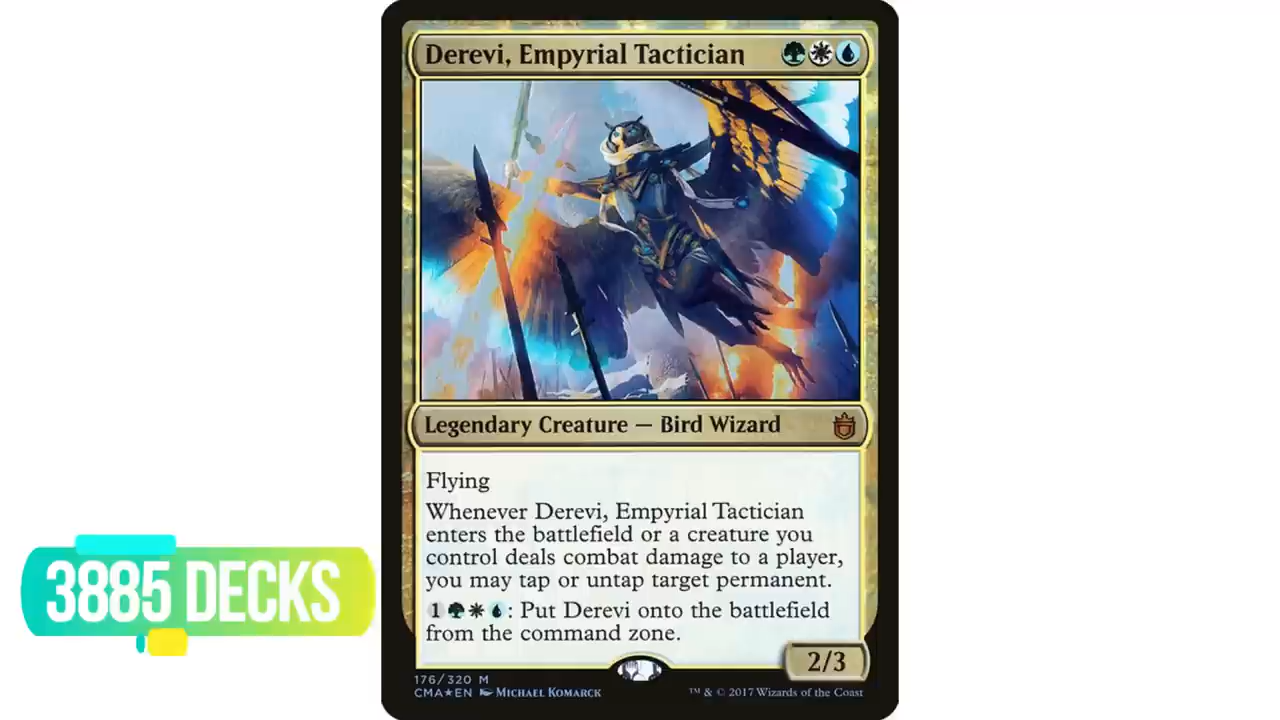 Derevi, Empyrial Tactician
3885 DECKS
Legendary Creature — Bird Wizard
Flying
Whenever Derevi, Empyrial Tactician
enters the battlefield or a creature you
control deals combat damage to a player,
you may tap or untap target permanent.
1 : Put Derevi onto the battlefield
from the command zone.
2/3
176/320 M
CMA★EN Michael Komarck
™ & © 2017 Wizards of the Coast